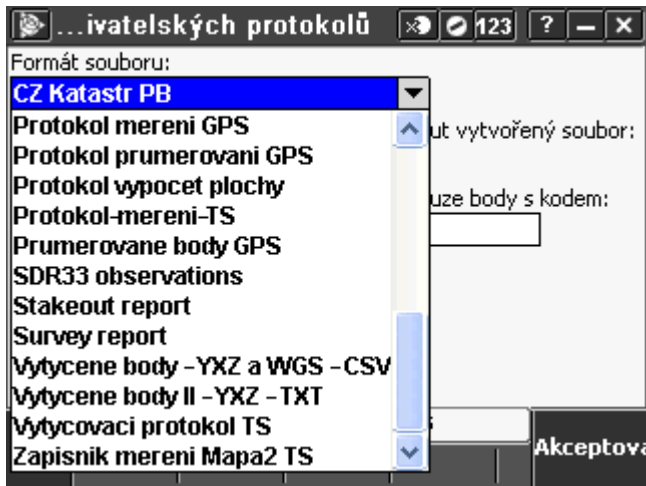 ...ivatelských protokolů 123 ? – ×
Formát souboru:
CZ Katastr PB
Protokol mereni GPS
ut vytvořený soubor:
Protokol prumerovani GPS
Protokol vypocet plochy
uze body s kodem:
Protokol-mereni-TS
Prumerovane body GPS
SDR33 observations
Stakeout report
Survey report
Vytycene body -YXZ a WGS -CSV
Vytycene body II -YXZ -TXT
Vytycovaci protokol TS
Akceptova
Zapisnik mereni Mapa2 TS